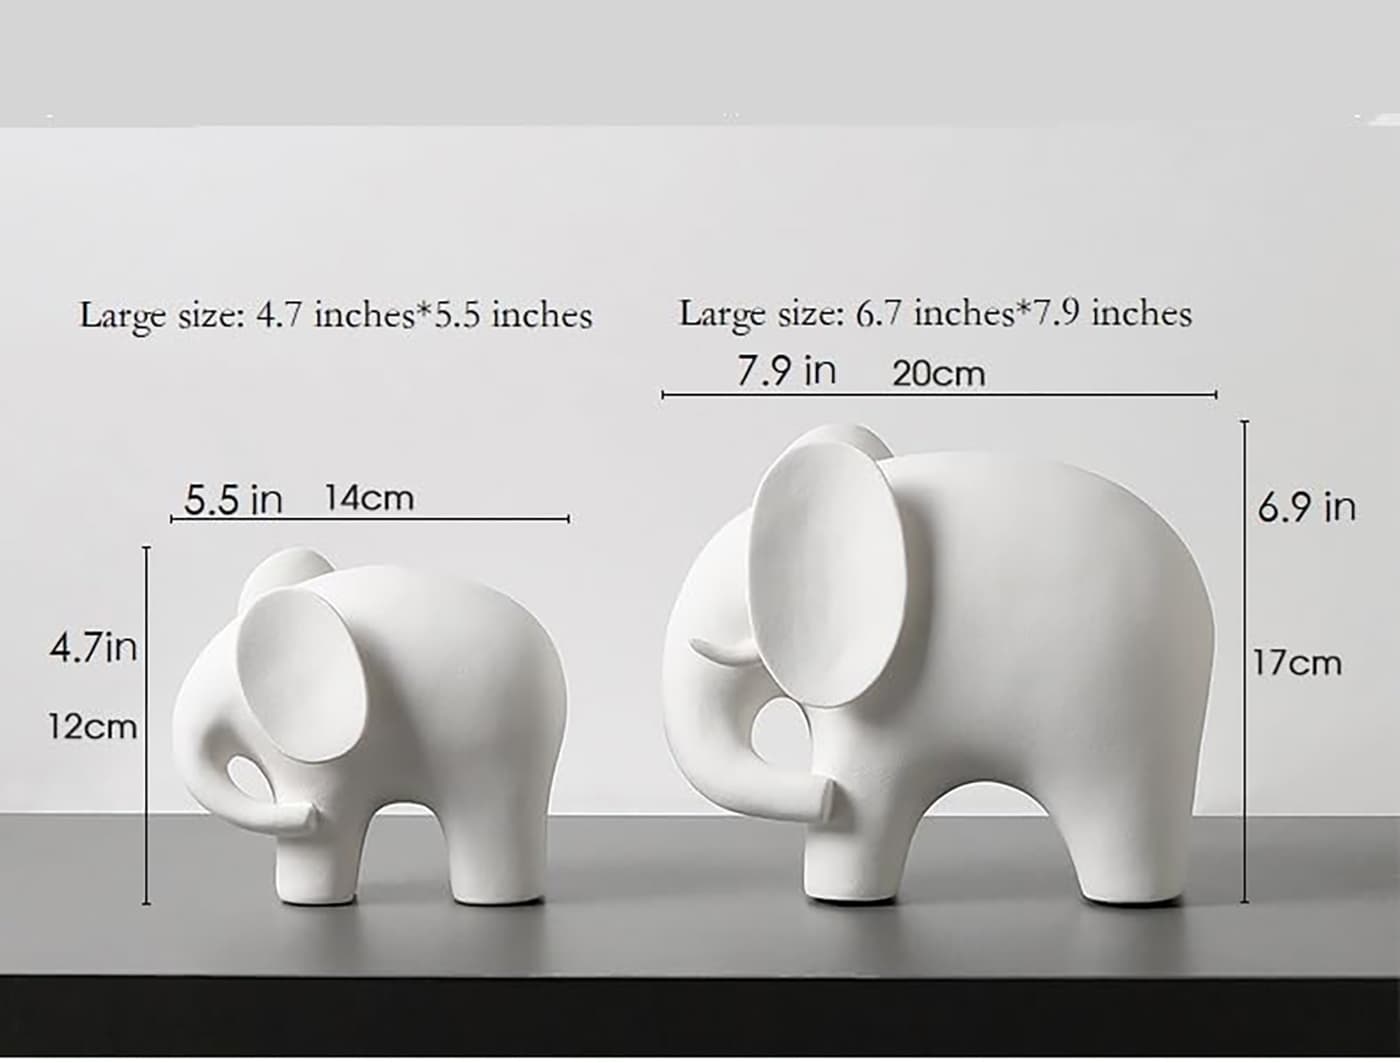 Large size: 4.7 inches*5.5 inches
Large size: 6.7 inches*7.9 inches
7.9 in 20cm
5.5 in 14cm
6.9 in
4.7in
17cm
12cm